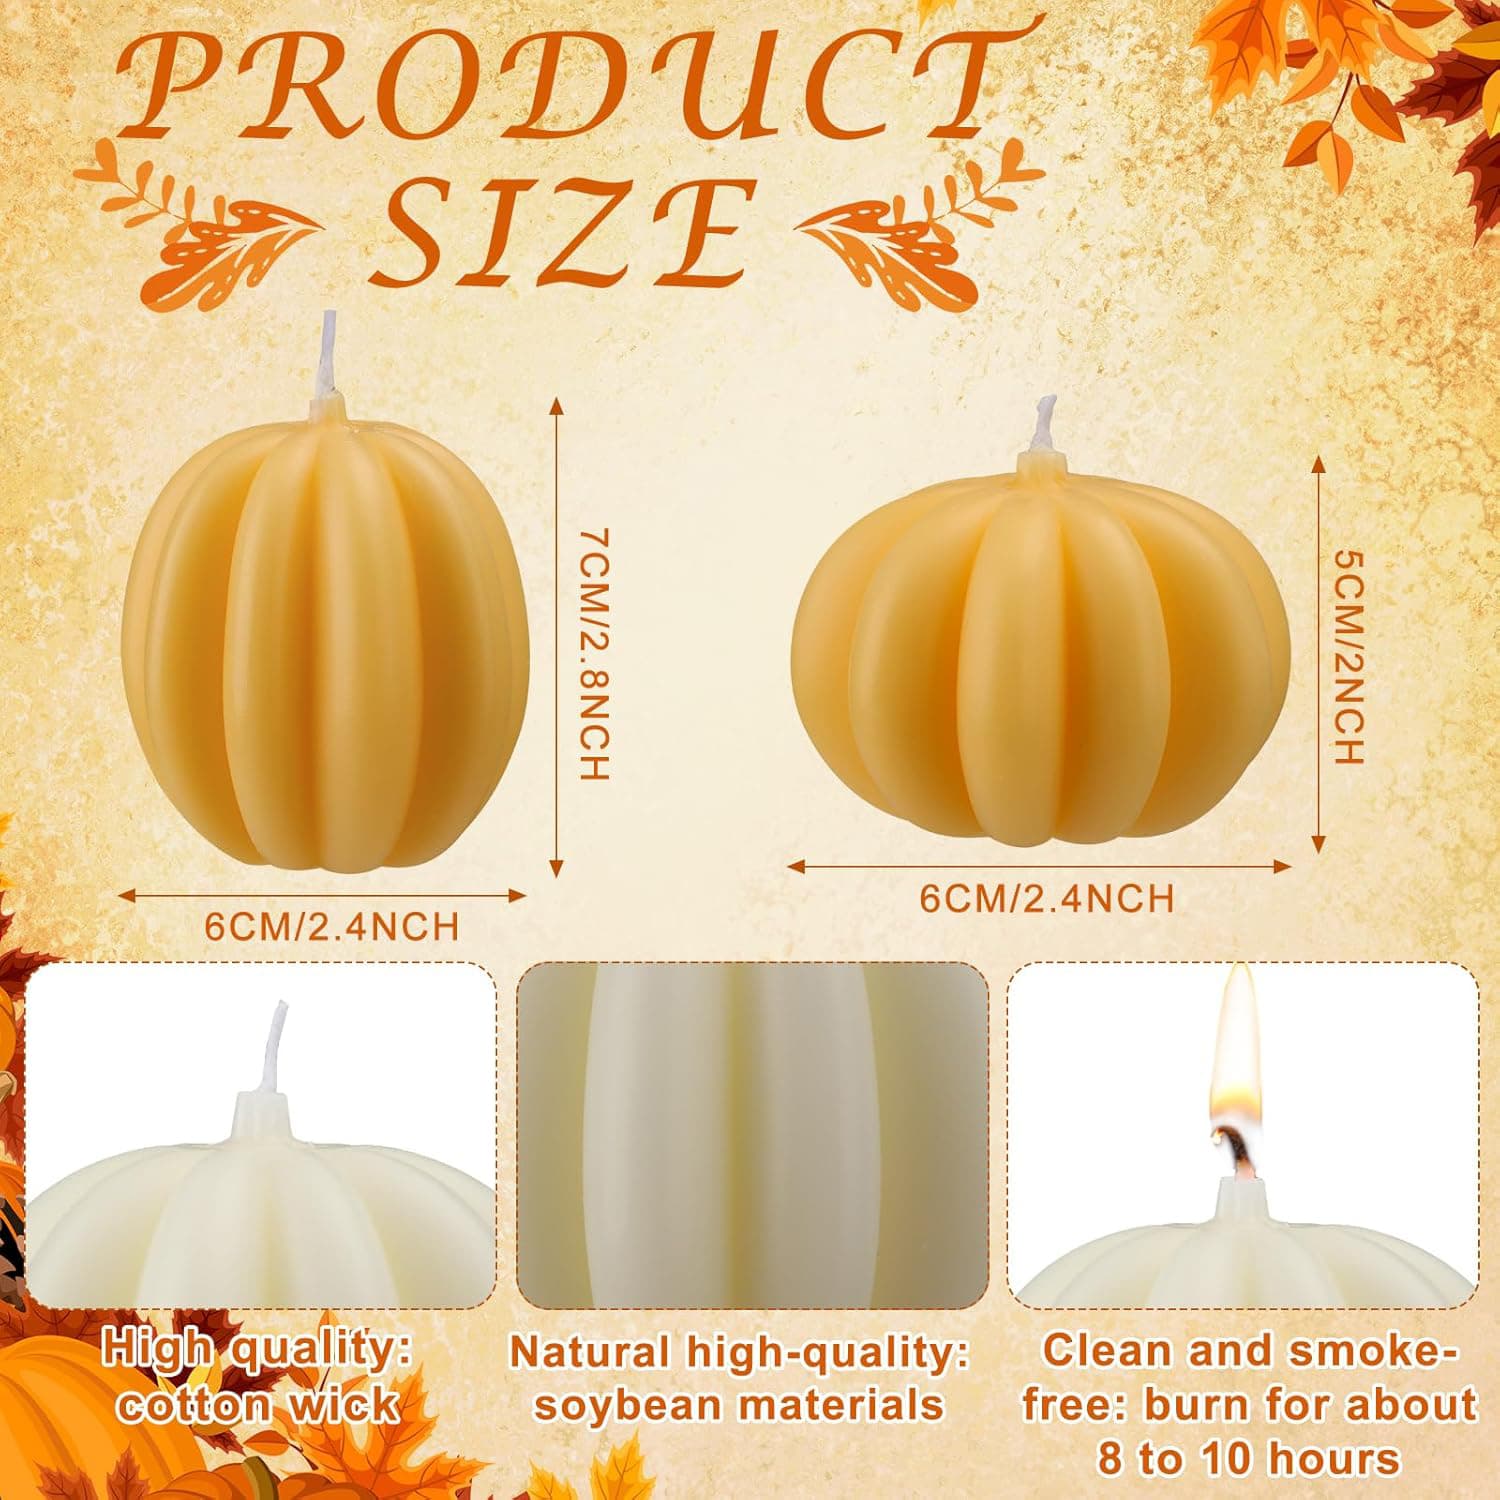 PRODUCT
SIZE
7CM/2.8NCH
5CM/2NCH
6CM/2.4NCH
6CM/2.4NCH
High quality:
cotton wick
Natural high-quality:
soybean materials
Clean and smoke-
free: burn for about
8 to 10 hours